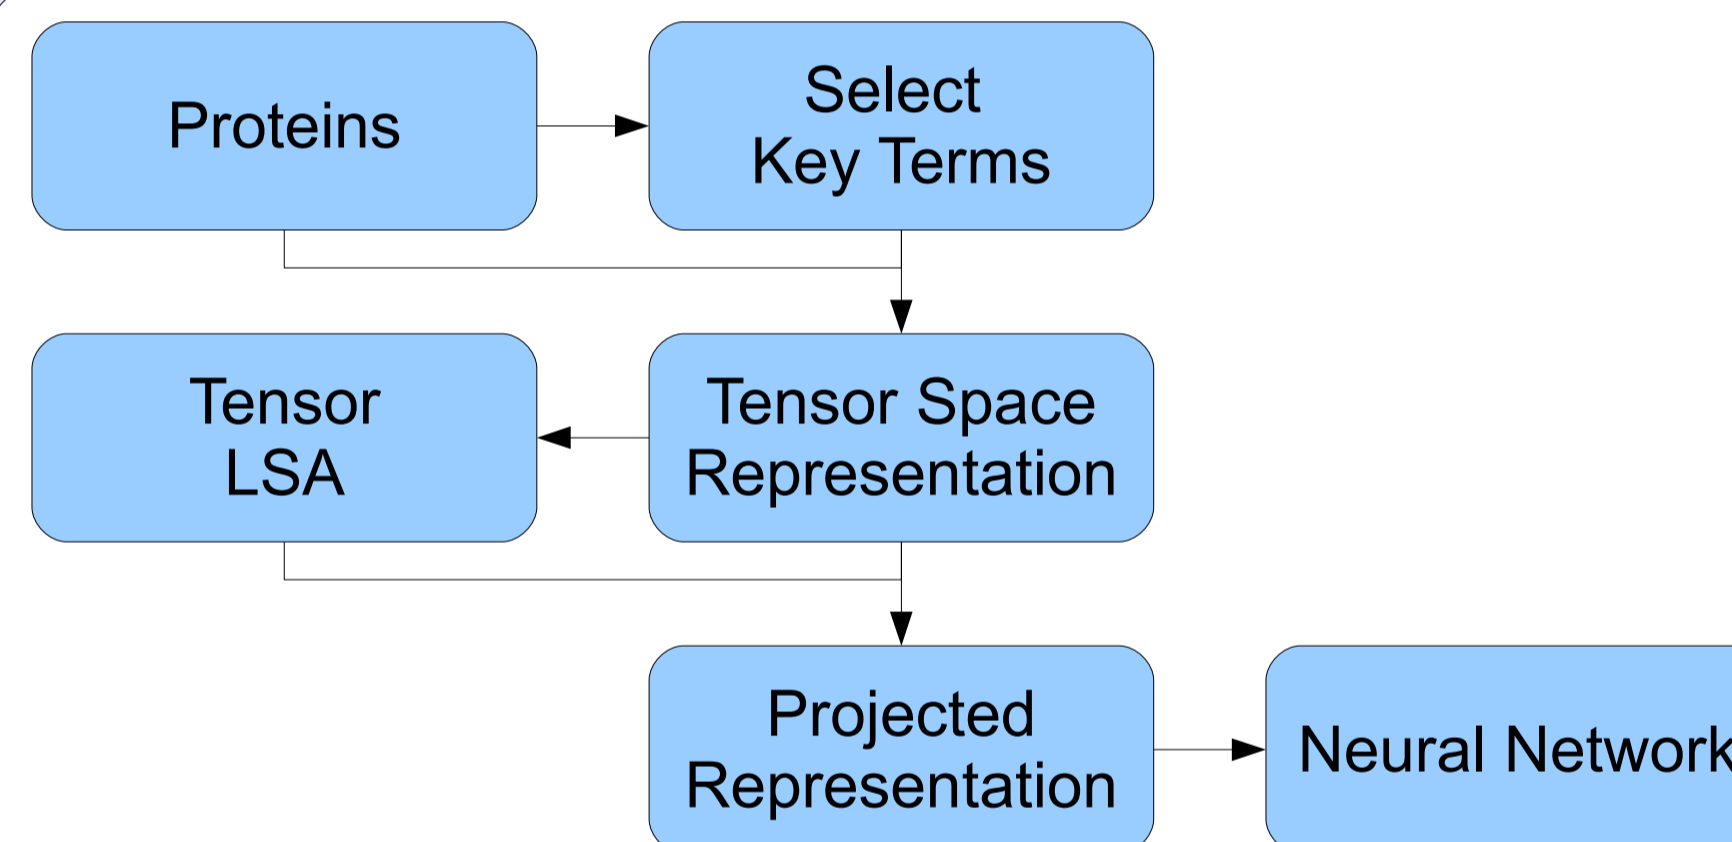 Proteins
Select
Key Terms
Tensor
LSA
Tensor Space
Representation
Projected
Representation
Neural Network